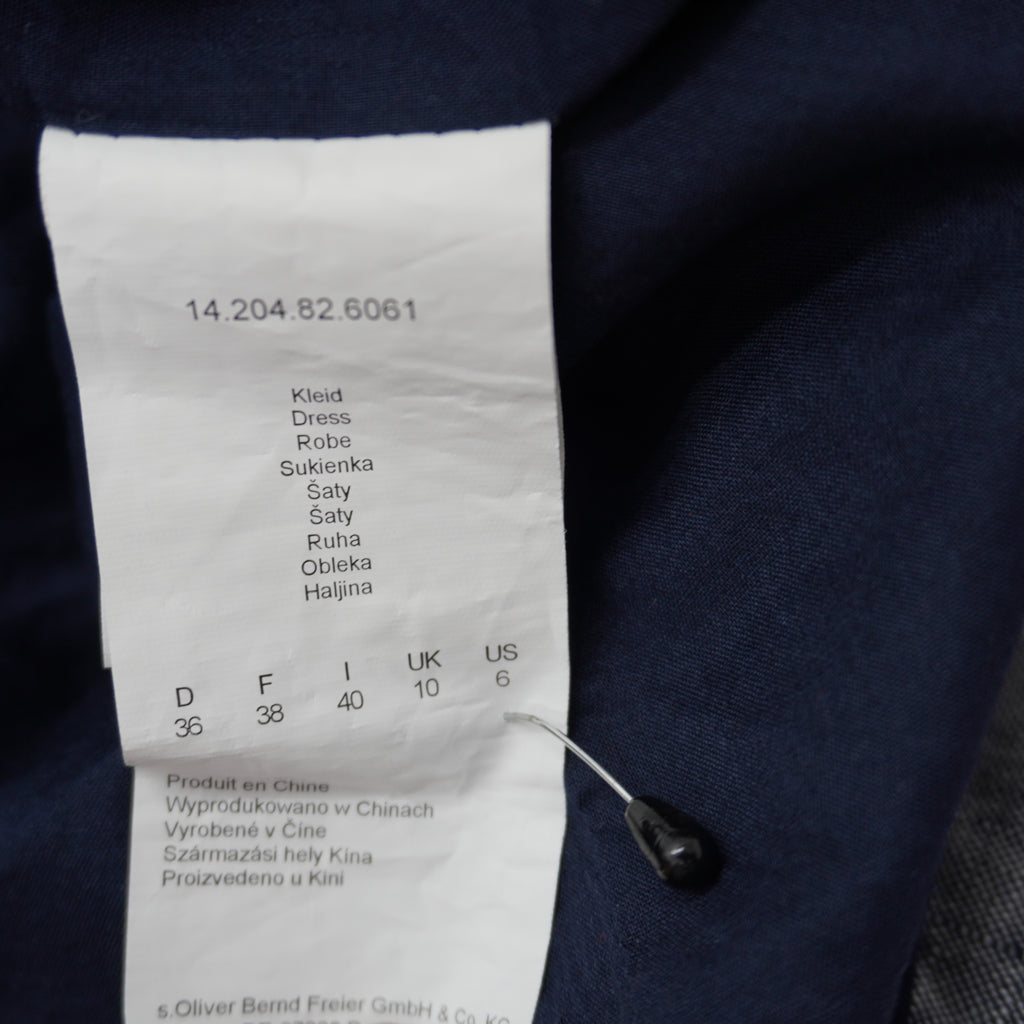 14.204.82.6061
Kleid
Dress
Robe
Sukienka
Šaty
Šaty
Ruha
Obleka
Haljina
D F I UK US
36 38 40 10 6
Produit en Chine
Wyprodukowano w Chinach
Vyrobené v Číne
Származási hely Kína
Proizvedeno u Kini
s.Oliver Bernd Freier GmbH & Co. KG